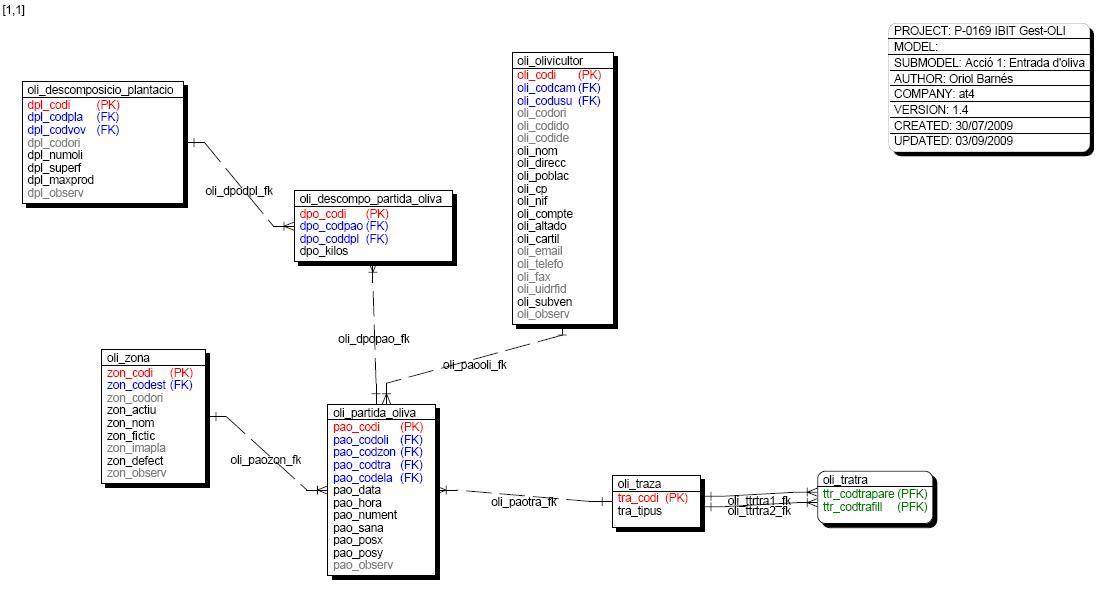 [1,1]
PROJECT: P-0169 IBIT Gest-OLI
MODEL:
SUBMODEL: Acció 1: Entrada d'oliva
AUTHOR: Oriol Barnés
COMPANY: at4
VERSION: 1.4
CREATED: 30/07/2009
UPDATED: 03/09/2009
oli_descomposicio_plantacio
dpl_codi (PK)
dpl_codpla (FK)
dpl_codvov (FK)
dpl_codori
dpl_numoli
dpl_superf
dpl_maxprod
dpl_observ
oli_dpodpl_fk
oli_descompo_partida_oliva
dpo_codi (PK)
dpo_codpao (FK)
dpo_coddpl (FK)
dpo_kilos
oli_olivicultor
oli_codi (PK)
oli_codcam (FK)
oli_codusu (FK)
oli_codori
oli_codido
oli_codide
oli_nom
oli_direcc
oli_poblac
oli_cp
oli_nif
oli_compte
oli_altado
oli_cartil
oli_email
oli_telefo
oli_fax
oli_uidrfid
oli_subven
oli_observ
oli_dpopao_fk
oli_paooli_fk
oli_zona
zon_codi (PK)
zon_codest (FK)
zon_codori
zon_actiu
zon_nom
zon_fictic
zon_imapla
zon_defect
zon_observ
oli_paozon_fk
oli_partida_oliva
pao_codi (PK)
pao_codoli (FK)
pao_codzon (FK)
pao_codtra (FK)
pao_codela (FK)
pao_data
pao_hora
pao_nument
pao_sana
pao_posx
pao_posy
pao_observ
oli_paotra_fk
oli_traza
tra_codi (PK)
tra_tipus
oli_ttrtra1_fk
oli_ttrtra2_fk
oli_tratra
ttr_codtrapare (PFK)
ttr_codtrafill (PFK)